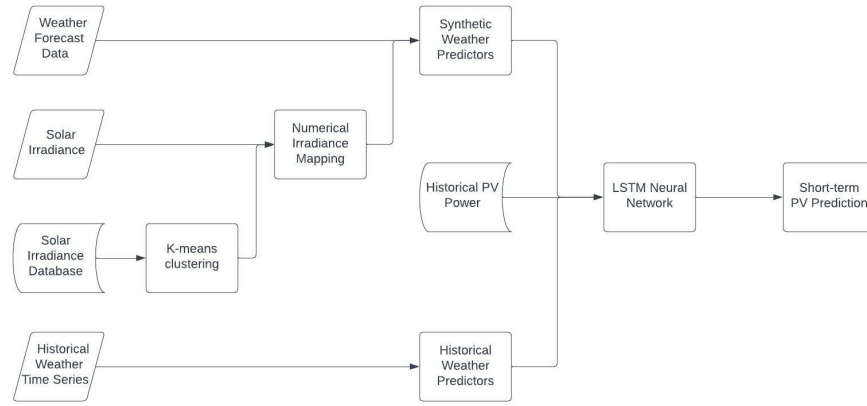 Weather
Forecast
Data
Synthetic
Weather
Predictors
Solar
Irradiance
Numerical
Irradiance
Mapping
Historical PV
Power
LSTM Neural
Network
Short-term
PV Prediction
Solar
Irradiance
Database
K-means
clustering
Historical
Weather
Time Series
Historical
Weather
Predictors